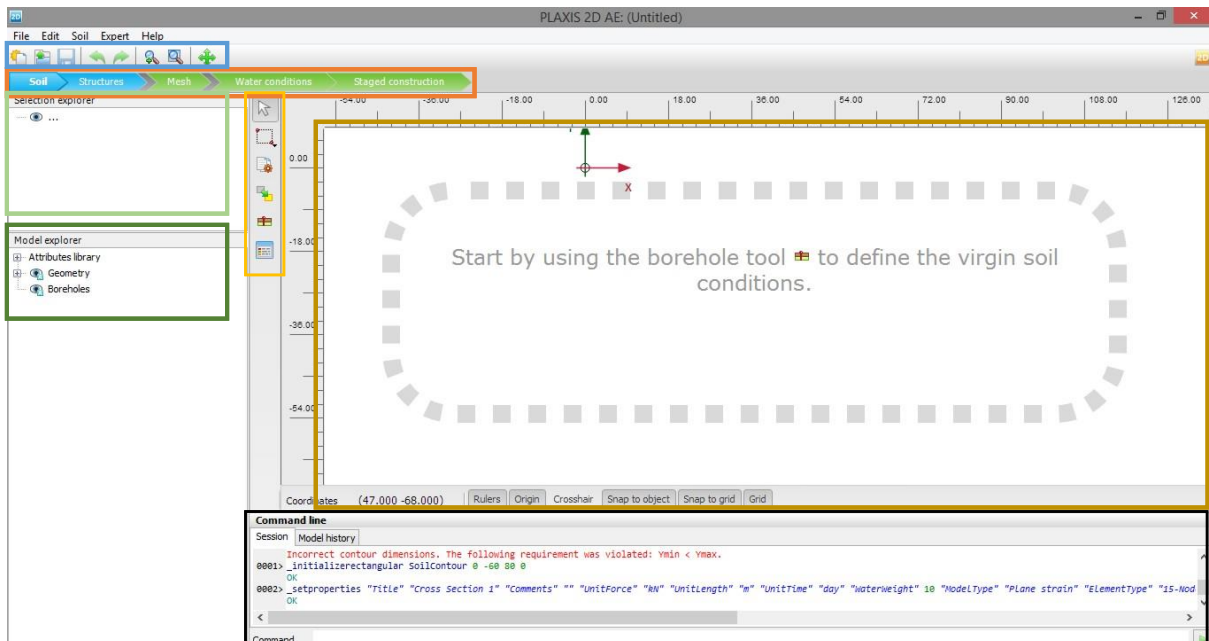 2D PLAXIS 2D AE: (Untitled)
File Edit Soil Expert Help
2D
Soil Structures Mesh Water conditions Staged construction
Selection explorer
...
-54.00 -36.00 -18.00 0.00 18.00 36.00 54.00 72.00 90.00 108.00 126.00
0.00
x
Model explorer
Attributes library
Geometry
Boreholes
-18.00
Start by using the borehole tool to define the virgin soil
conditions.
-36.00
-54.00
Coordinates (47.000 -68.000) Rulers Origin Crosshair Snap to object Snap to grid Grid
Command line
Session Model history
Incorrect contour dimensions. The following requirement was violated: Ymin < Ymax.
0001> _initializerectangular SoilContour 0 -60 80 0
OK
0002> _setproperties "Title" "Cross Section 1" "Comments" "" "UnitForce" "kN" "UnitLength" "m" "UnitTime" "day" "WaterWeight" 10 "ModelType" "Plane strain" "ElementType" "15-Nod
OK
Command